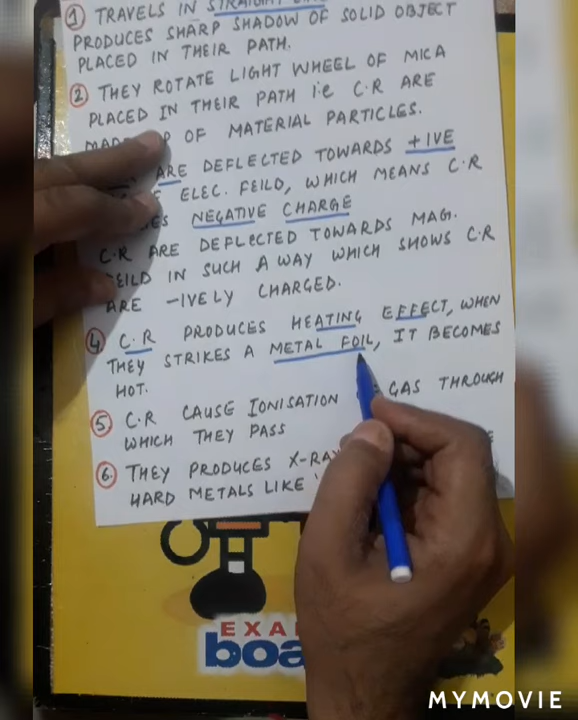 ① TRAVELS IN STRAIGHT
PRODUCES SHARP SHADOW OF SOLID OBJECT
PLACED IN THEIR PATH.
② THEY ROTATE LIGHT WHEEL OF MICA
PLACED IN THEIR PATH i.e C.R ARE
OF MATERIAL PARTICLES.
ARE DEFLECTED TOWARDS +IVE
ELEC. FEILD, WHICH MEANS C.R
NEGATIVE CHARGE
C.R ARE DEFLECTED TOWARDS MAG.
FEILD IN SUCH A WAY WHICH SHOWS C.R
ARE -IVELY CHARGED.
④ C.R PRODUCES HEATING EFFECT, WHEN
THEY STRIKES A METAL FOIL, IT BECOMES
HOT.
⑤ C.R CAUSE IONISATION GAS THROUGH
WHICH THEY PASS
⑥ THEY PRODUCES X-RAY
HARD METALS LIKE
EXA
boa
MYMOVIE